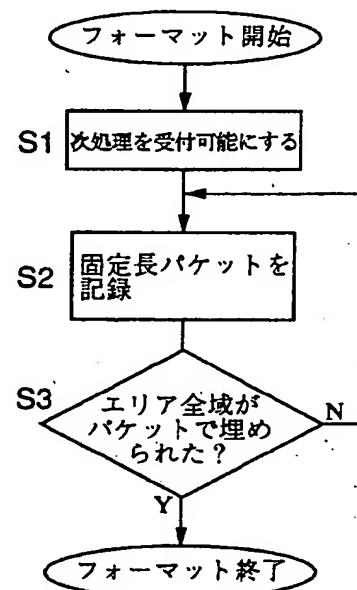 フォーマット開始
S1
次処理を受付可能にする
S2
固定長パケットを
記録
S3
エリア全域が
パケットで埋め
られた?
N
Y
フォーマット終了